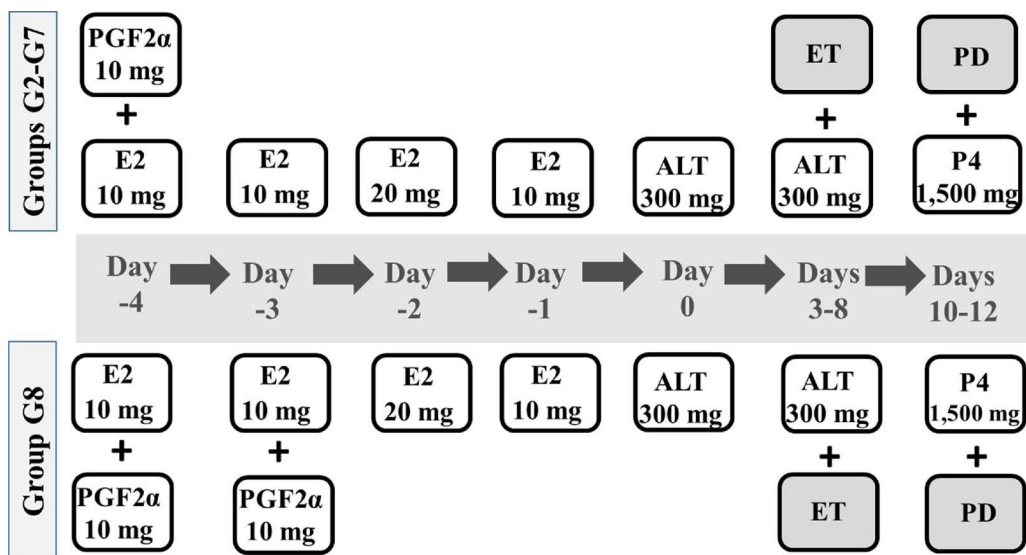 Groups G2-G7
PGF2α
10 mg
ET
PD
+
+
+
E2
10 mg
E2
10 mg
E2
20 mg
E2
10 mg
ALT
300 mg
ALT
300 mg
P4
1,500 mg
Day
-4
Day
-3
Day
-2
Day
-1
Day
0
Days
3-8
Days
10-12
Group G8
E2
10 mg
E2
10 mg
E2
20 mg
E2
10 mg
ALT
300 mg
ALT
300 mg
P4
1,500 mg
+
+
+
+
PGF2α
10 mg
PGF2α
10 mg
ET
PD